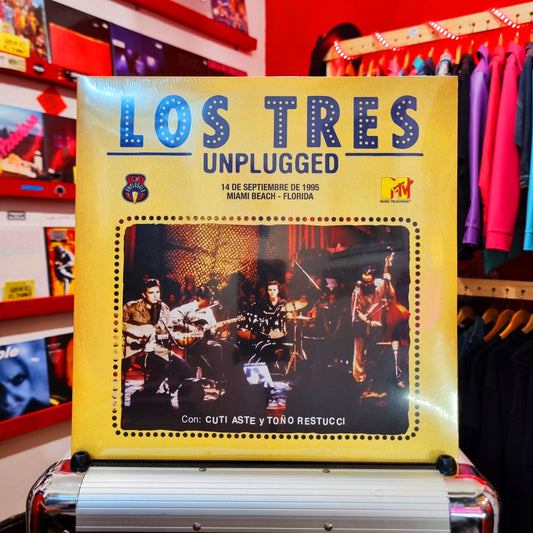 LOS TRES
UNPLUGGED
14 DE SEPTIEMBRE DE 1995
MIAMI BEACH - FLORIDA
UNPLUGGED
MTV
MUSIC TELEVISION
Con: CUTI ASTE y TOÑO RESTUCCI